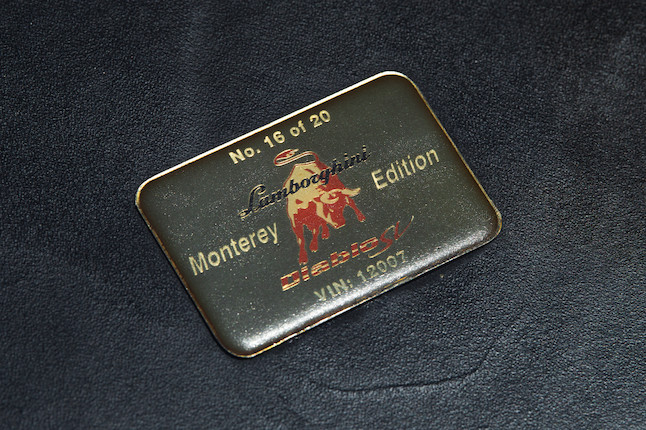 No. 16 of 20
Lamborghini
Monterey Edition
Diablo SV
VIN: 12007